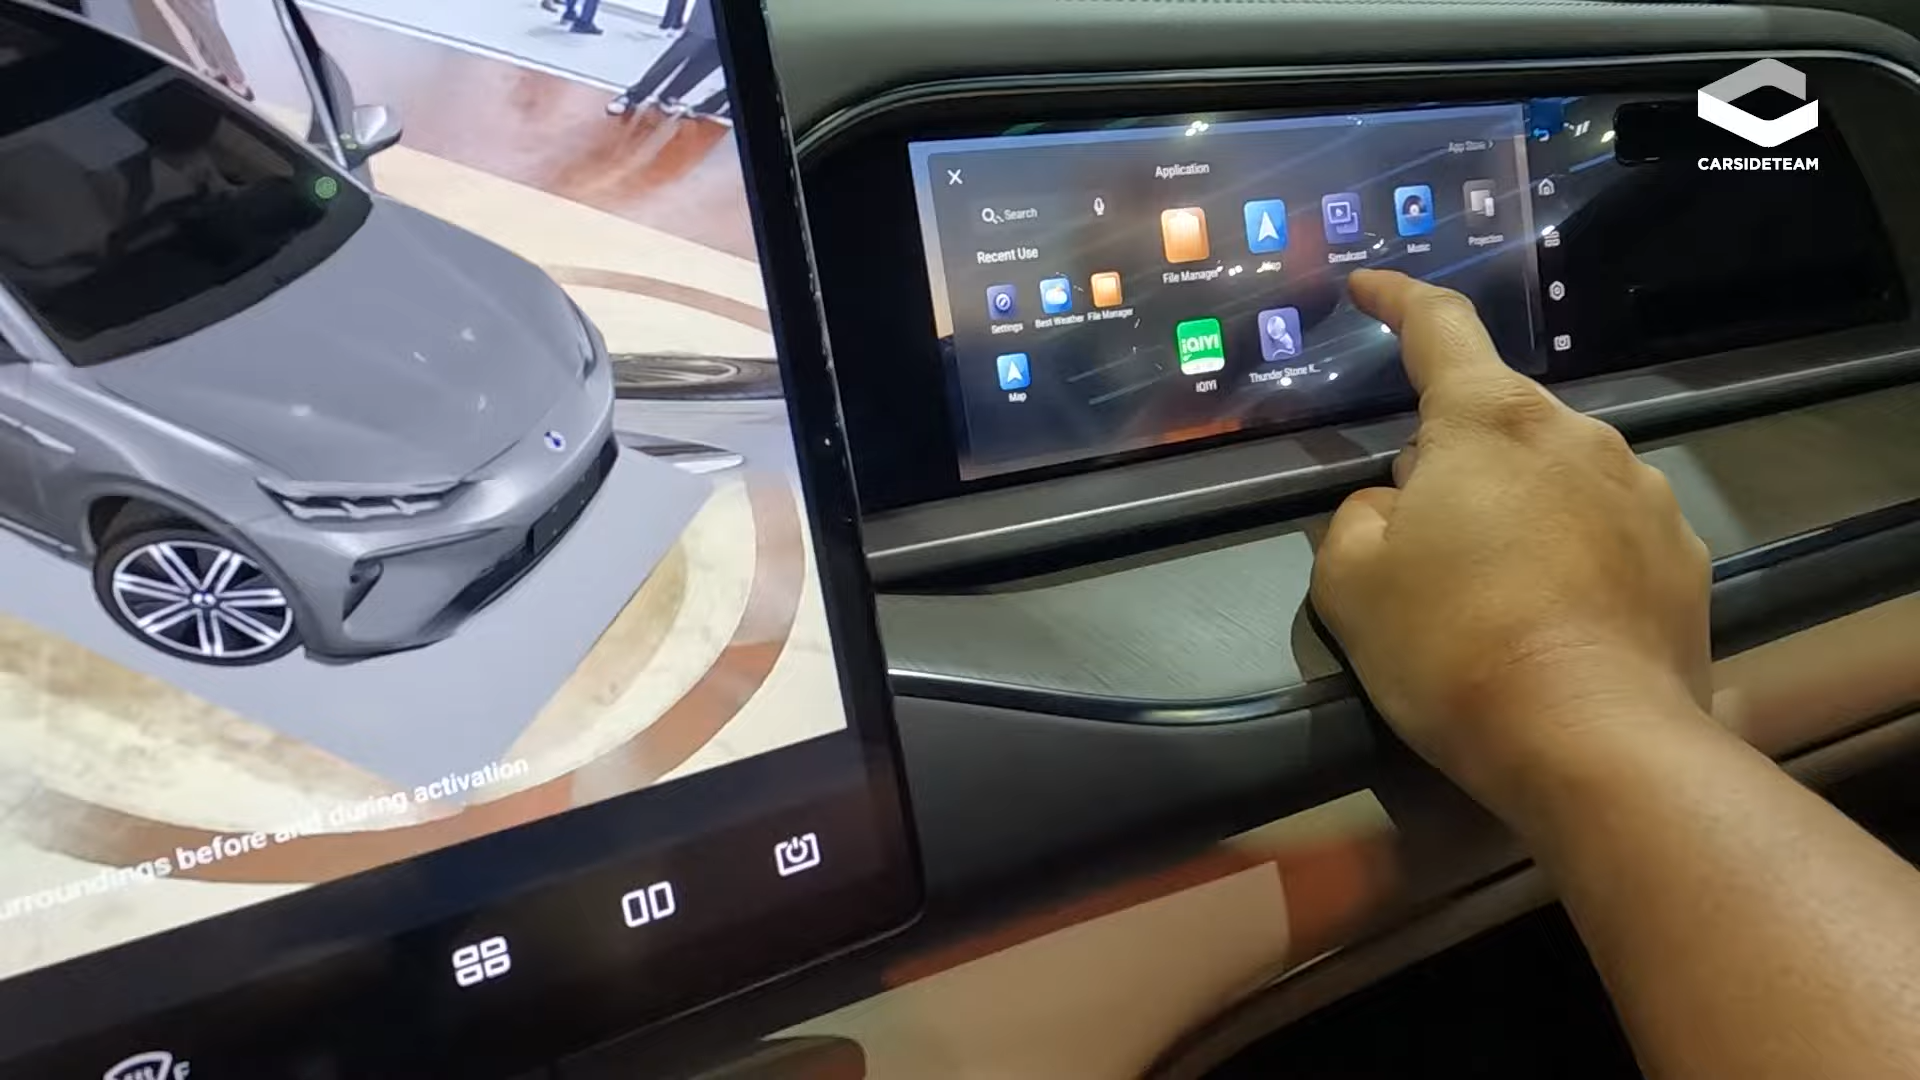 CARSIDETEAM
App Store
Application
Search
Recent Use
Settings
Best Weather
File Manager
Map
File Manager
Map
Simulcast
Music
Projection
iQIYI
iQIYI
Thunder Stone K...
urroundings before and during activation
F